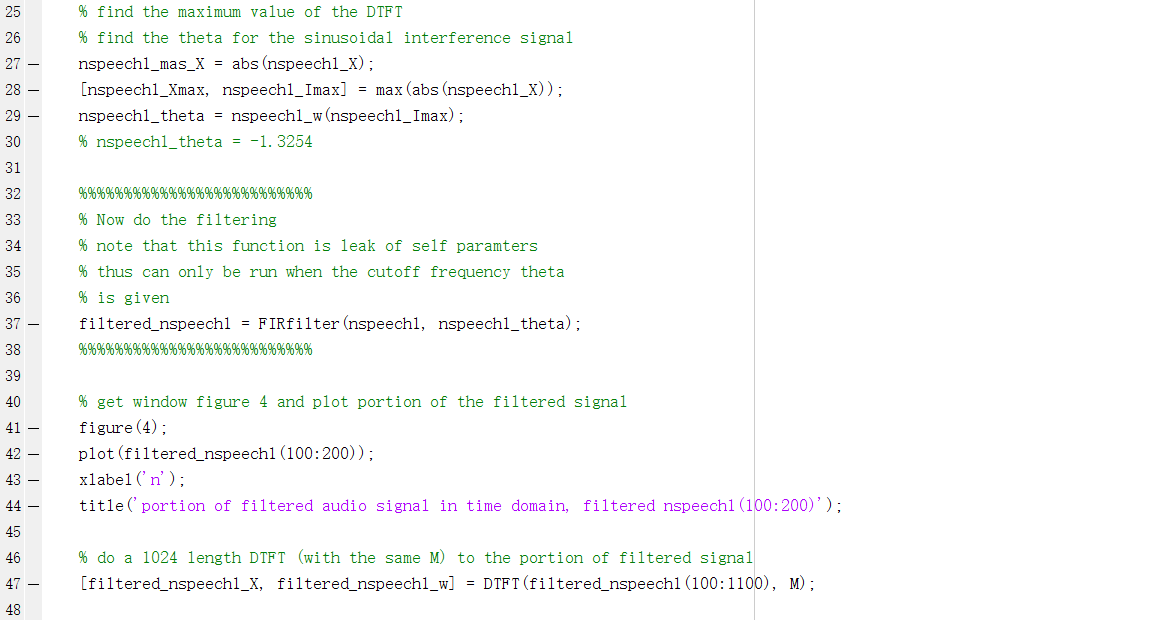 25 % find the maximum value of the DTFT
26 % find the theta for the sinusoidal interference signal
27 — nspeech1_mas_X = abs(nspeech1_X);
28 — [nspeech1_Xmax, nspeech1_Imax] = max(abs(nspeech1_X));
29 — nspeech1_theta = nspeech1_w(nspeech1_Imax);
30 % nspeech1_theta = -1.3254
31
32 %%%%%%%%%%%%%%%%%%%%%%%%%%
33 % Now do the filtering
34 % note that this function is leak of self paramters
35 % thus can only be run when the cutoff frequency theta
36 % is given
37 — filtered_nspeech1 = FIRfilter(nspeech1, nspeech1_theta);
38 %%%%%%%%%%%%%%%%%%%%%%%%%%
39
40 % get window figure 4 and plot portion of the filtered signal
41 — figure(4);
42 — plot(filtered_nspeech1(100:200));
43 — xlabel('n');
44 — title('portion of filtered audio signal in time domain, filtered nspeech1(100:200)');
45
46 % do a 1024 length DTFT (with the same M) to the portion of filtered signal
47 — [filtered_nspeech1_X, filtered_nspeech1_w] = DTFT(filtered_nspeech1(100:1100), M);
48